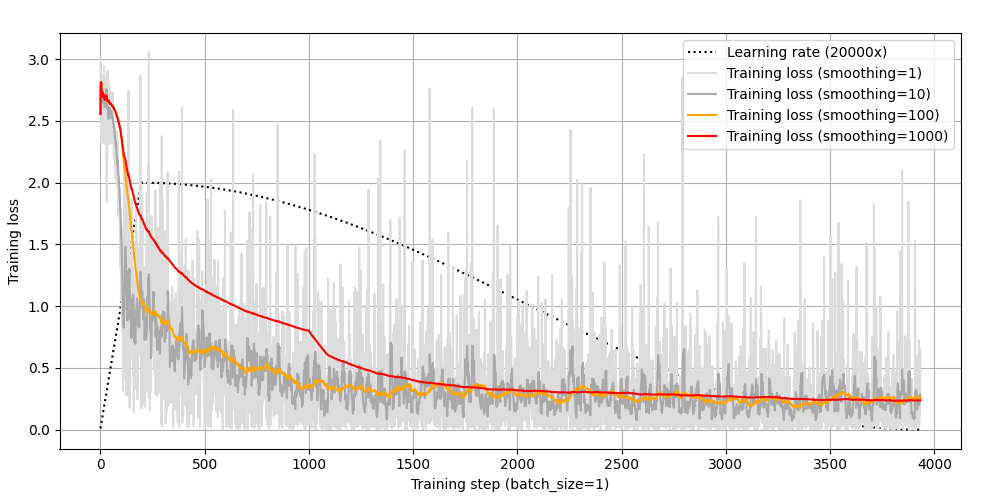 Learning rate (20000x)
Training loss (smoothing=1)
Training loss (smoothing=10)
Training loss (smoothing=100)
Training loss (smoothing=1000)
Training loss
3.0
2.5
2.0
1.5
1.0
0.5
0.0
0 500 1000 1500 2000 2500 3000 3500 4000
Training step (batch_size=1)